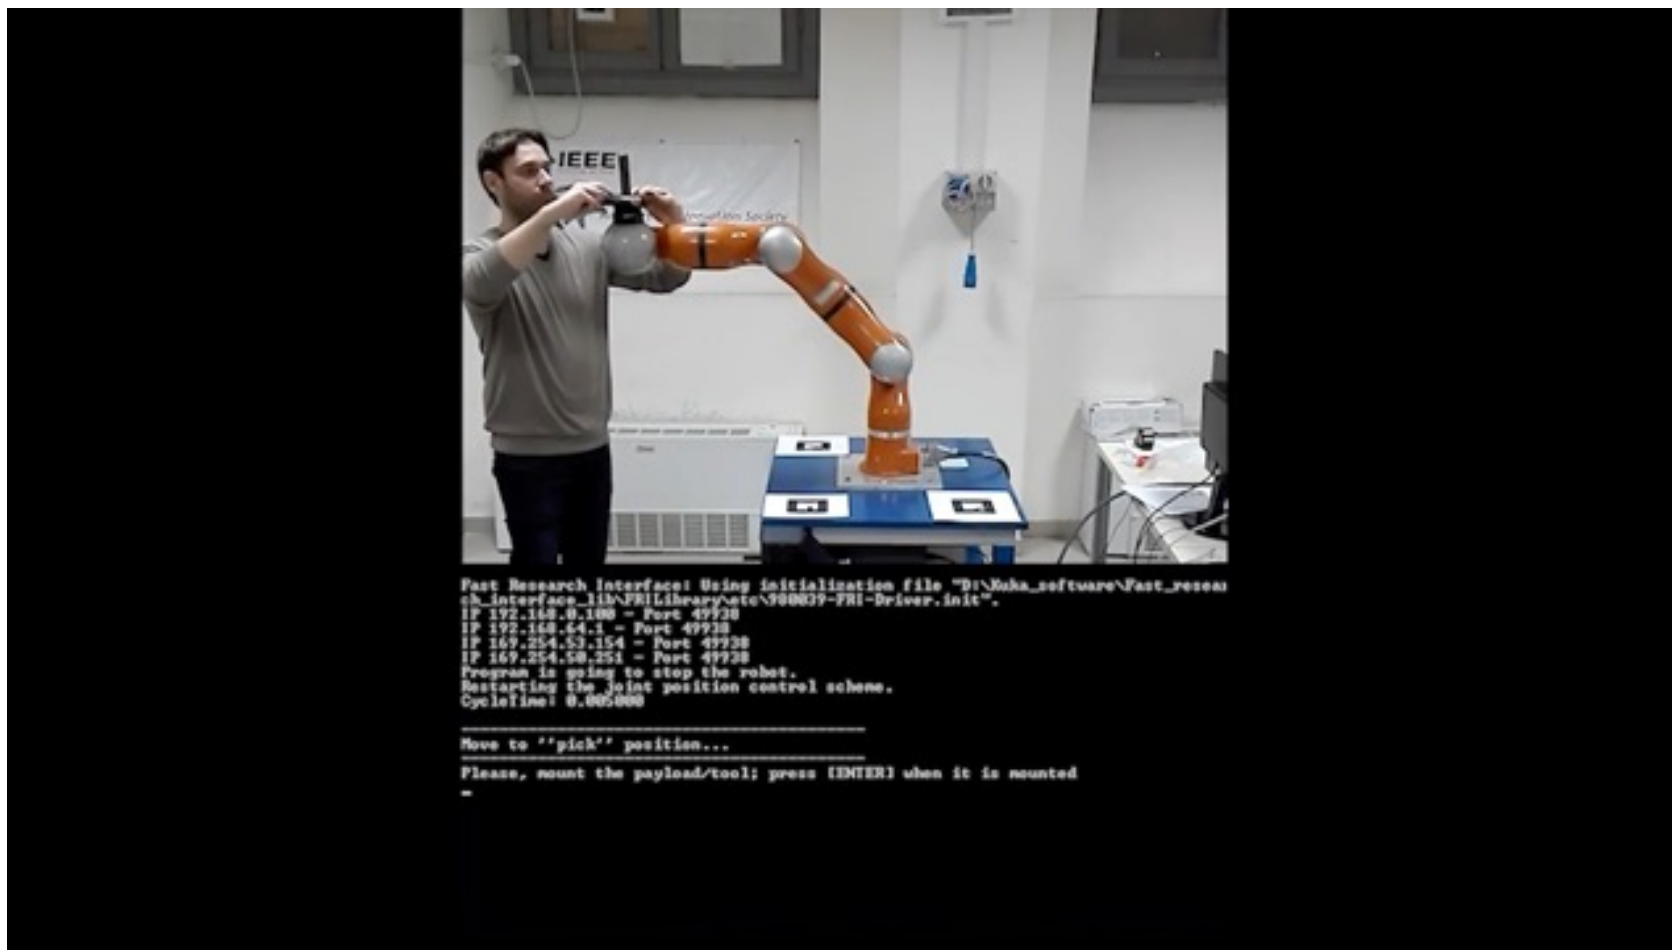 IEEE
Society
Fast Research Interface: Using initialization file "D:\Kuka_software\Fast_resear
ch_interface_lib\FRILibrary\etc\980039-FRI-Driver.init".
IP 192.168.0.100 - Port 49938
IP 192.168.64.1 - Port 49938
IP 169.254.53.154 - Port 49938
IP 169.254.50.251 - Port 49938
Program is going to stop the robot.
Restarting the joint position control scheme.
CycleTime: 0.005000
Move to ''pick'' position...
Please, mount the payload/tool; press [ENTER] when it is mounted